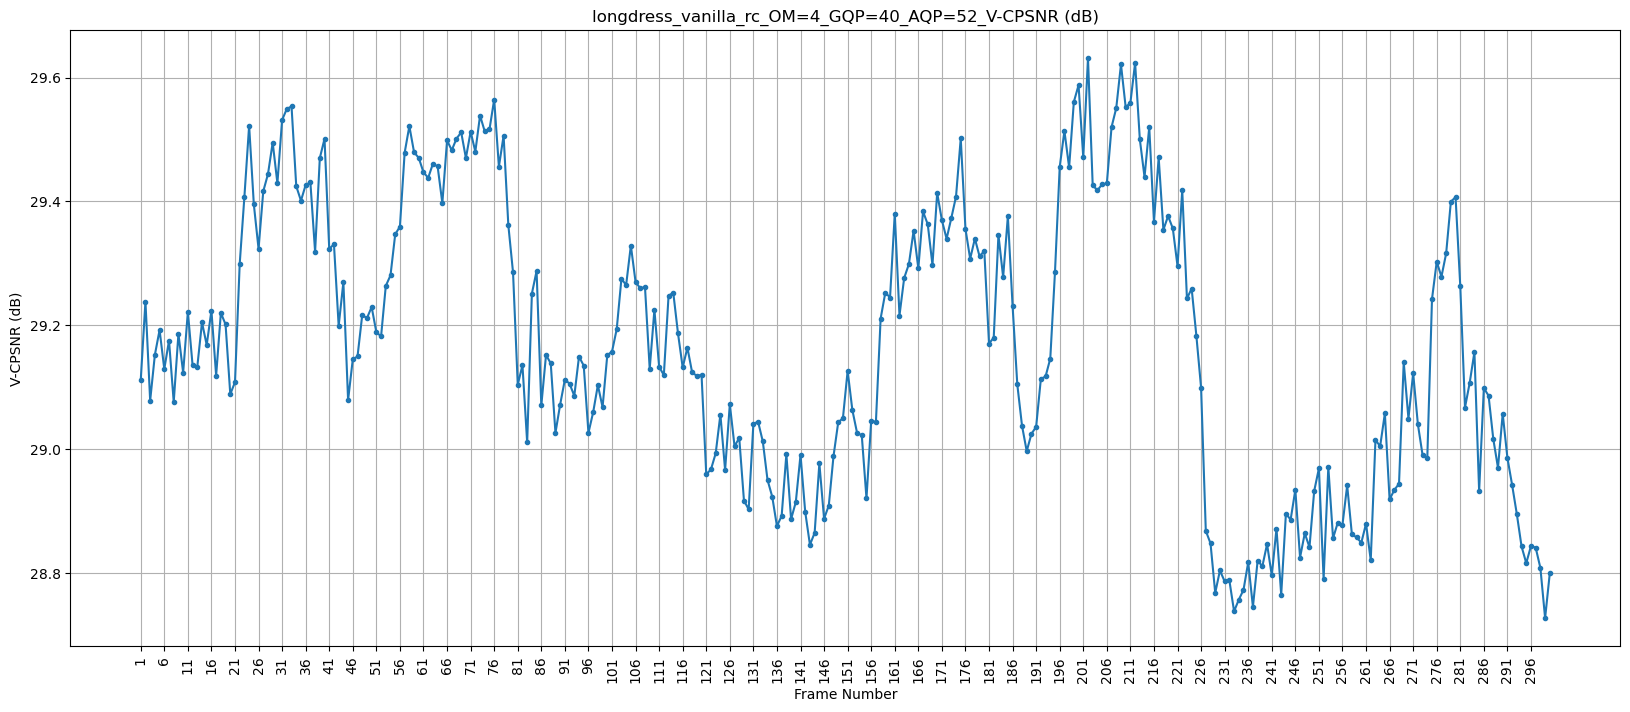 longdress_vanilla_rc_OM=4_GQP=40_AQP=52_V-CPSNR (dB)
V-CPSNR (dB)
29.6
29.4
29.2
29.0
28.8
1 6 11 16 21 26 31 36 41 46 51 56 61 66 71 76 81 86 91 96 101 106 111 116 121 126 131 136 141 146 151 156 161 166 171 176 181 186 191 196 201 206 211 216 221 226 231 236 241 246 251 256 261 266 271 276 281 286 291 296
Frame Number